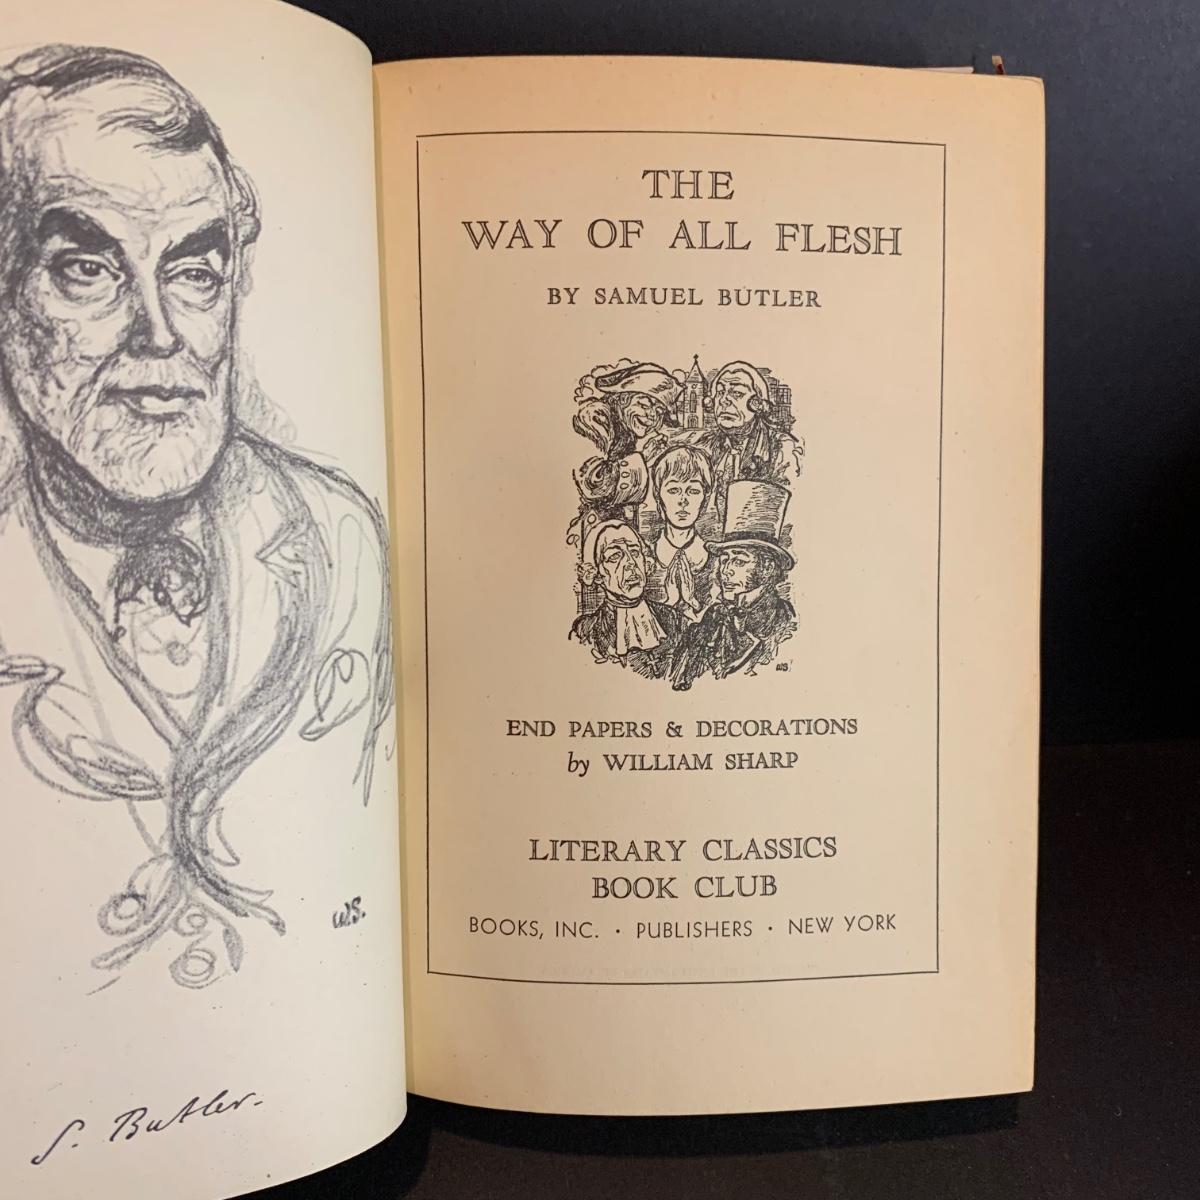 W.S.
S. Butler.
THE
WAY OF ALL FLESH
BY SAMUEL BUTLER
WS
END PAPERS & DECORATIONS
by WILLIAM SHARP
LITERARY CLASSICS
BOOK CLUB
BOOKS, INC. · PUBLISHERS · NEW YORK